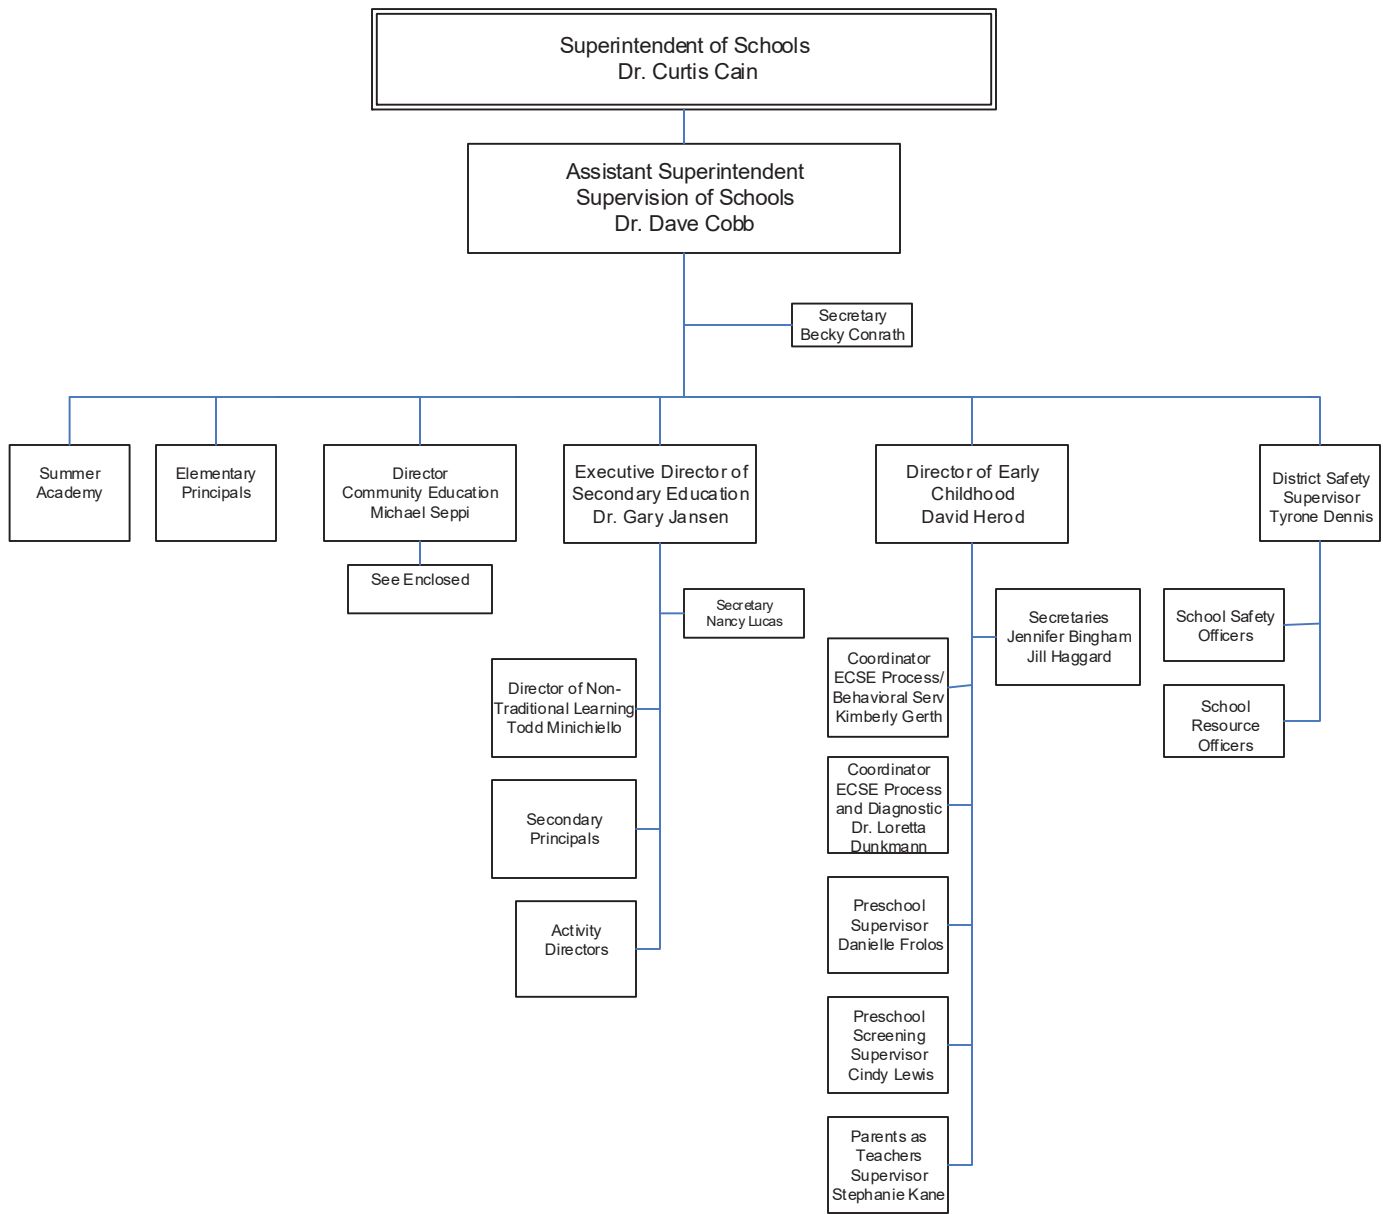 Superintendent of Schools
Dr. Curtis Cain
Assistant Superintendent
Supervision of Schools
Dr. Dave Cobb
Secretary
Becky Conrath
Summer
Academy
Elementary
Principals
Director
Community Education
Michael Seppi
Executive Director of
Secondary Education
Dr. Gary Jansen
Director of Early
Childhood
David Herod
District Safety
Supervisor
Tyrone Dennis
See Enclosed
Secretary
Nancy Lucas
Director of Non-
Traditional Learning
Todd Minichiello
Secondary
Principals
Activity
Directors
Secretaries
Jennifer Bingham
Jill Haggard
Coordinator
ECSE Process/
Behavioral Serv
Kimberly Gerth
Coordinator
ECSE Process
and Diagnostic
Dr. Loretta
Dunkmann
Preschool
Supervisor
Danielle Frolos
Preschool
Screening
Supervisor
Cindy Lewis
Parents as
Teachers
Supervisor
Stephanie Kane
School Safety
Officers
School
Resource
Officers